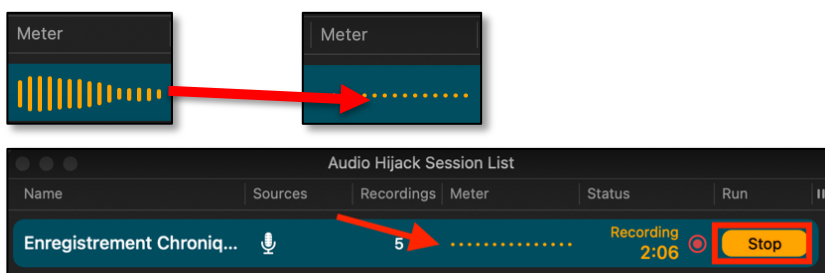 Meter
Meter
Audio Hijack Session List
Name Sources Recordings Meter Status Run
Enregistrement Chroniq... 5 Recording 2:06 Stop